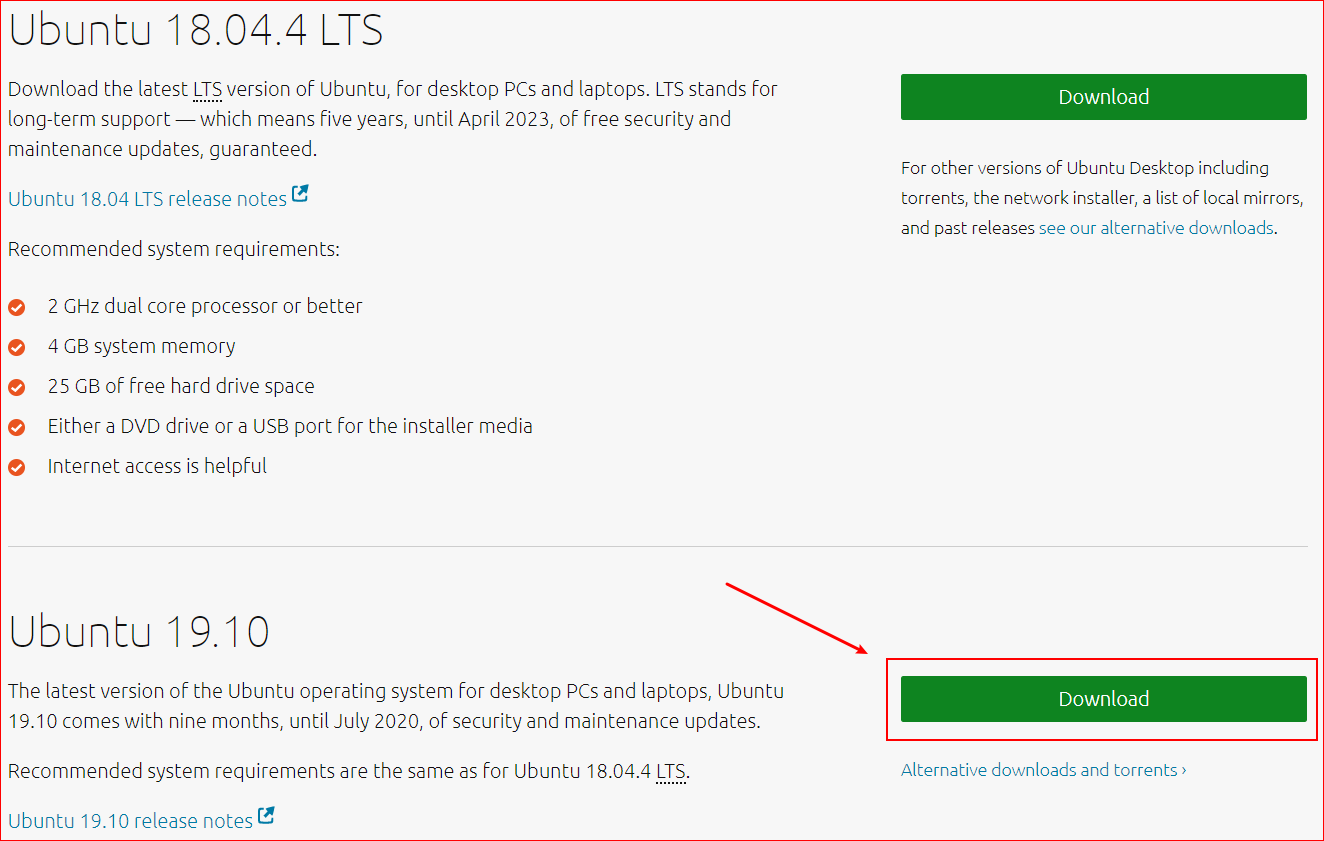 Ubuntu 18.04.4 LTS
Download the latest LTS version of Ubuntu, for desktop PCs and laptops. LTS stands for
long-term support — which means five years, until April 2023, of free security and
maintenance updates, guaranteed.
Ubuntu 18.04 LTS release notes
Recommended system requirements:
2 GHz dual core processor or better
4 GB system memory
25 GB of free hard drive space
Either a DVD drive or a USB port for the installer media
Internet access is helpful
Download
For other versions of Ubuntu Desktop including
torrents, the network installer, a list of local mirrors,
and past releases see our alternative downloads.
Ubuntu 19.10
The latest version of the Ubuntu operating system for desktop PCs and laptops, Ubuntu
19.10 comes with nine months, until July 2020, of security and maintenance updates.
Recommended system requirements are the same as for Ubuntu 18.04.4 LTS.
Ubuntu 19.10 release notes
Download
Alternative downloads and torrents ›